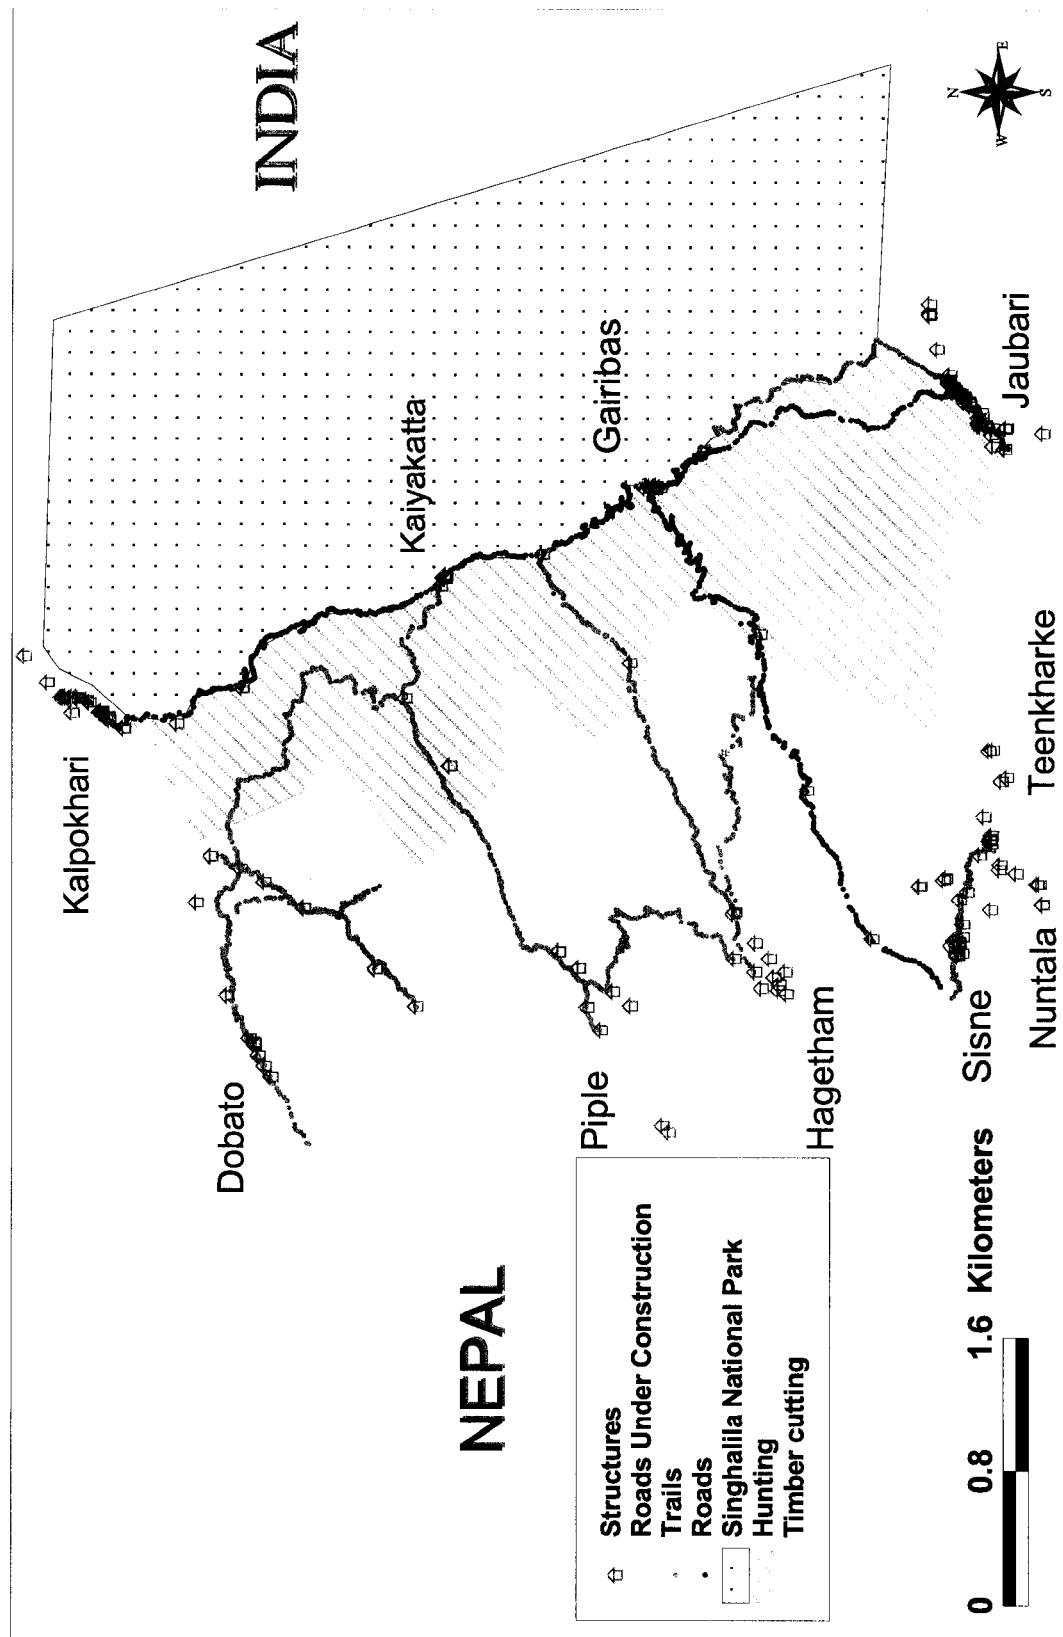 INDIA
NEPAL
Kalpokhari
Kaiyakatta
Gairibas
Dobato
Piple
Hagetham
Sisne
Nuntala
Teenkharke
Jaubari
N
E
S
W
Structures
Roads Under Construction
Trails
Roads
Singhalila National Park
Hunting
Timber cutting
0 0.8 1.6 Kilometers